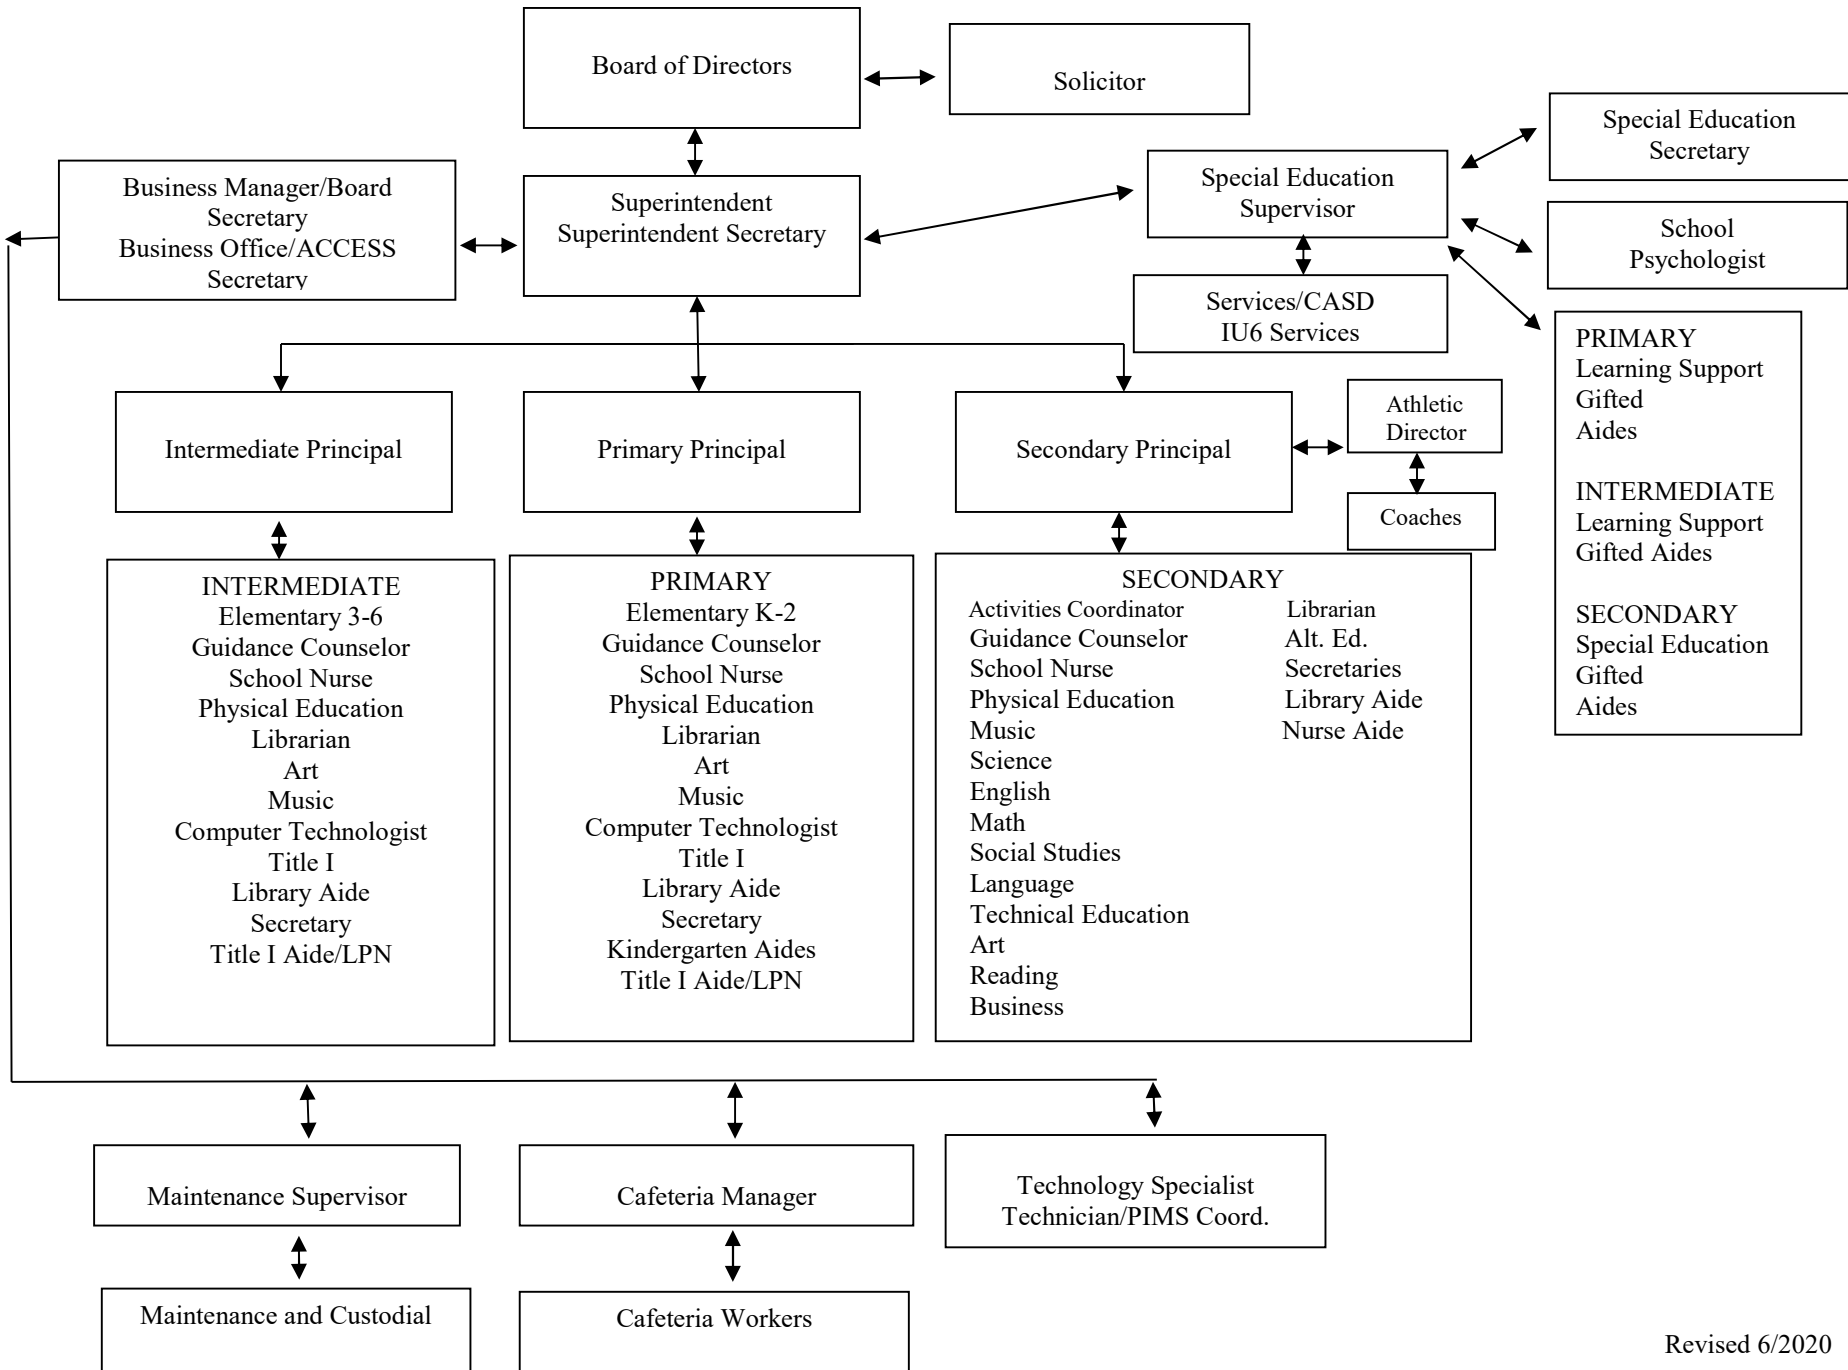 Board of Directors
Solicitor
Special Education
Secretary
Business Manager/Board
Secretary
Business Office/ACCESS
Secretary
Superintendent
Superintendent Secretary
Special Education
Supervisor
School
Psychologist
Services/CASD
IU6 Services
PRIMARY
Learning Support
Gifted
Aides
INTERMEDIATE
Learning Support
Gifted Aides
SECONDARY
Special Education
Gifted
Aides
Intermediate Principal
Primary Principal
Secondary Principal
Athletic
Director
Coaches
INTERMEDIATE
Elementary 3-6
Guidance Counselor
School Nurse
Physical Education
Librarian
Art
Music
Computer Technologist
Title I
Library Aide
Secretary
Title I Aide/LPN
PRIMARY
Elementary K-2
Guidance Counselor
School Nurse
Physical Education
Librarian
Art
Music
Computer Technologist
Title I
Library Aide
Secretary
Kindergarten Aides
Title I Aide/LPN
SECONDARY
Activities Coordinator Librarian
Guidance Counselor Alt. Ed.
School Nurse Secretaries
Physical Education Library Aide
Music Nurse Aide
Science
English
Math
Social Studies
Language
Technical Education
Art
Reading
Business
Maintenance Supervisor
Cafeteria Manager
Technology Specialist
Technician/PIMS Coord.
Maintenance and Custodial
Cafeteria Workers
Revised 6/2020